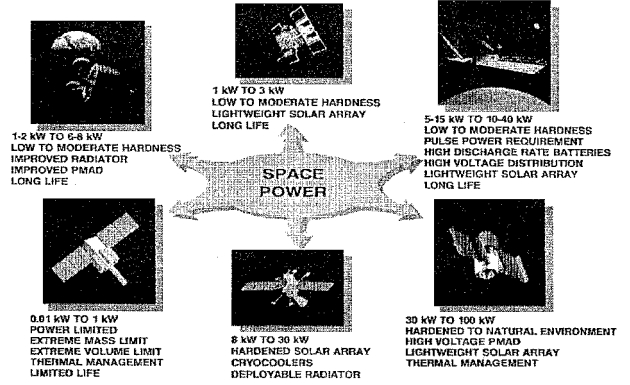 1 kW TO 3 kW
LOW TO MODERATE HARDNESS
LIGHTWEIGHT SOLAR ARRAY
LONG LIFE
1-2 kW TO 6-8 kW
LOW TO MODERATE HARDNESS
IMPROVED RADIATOR
IMPROVED PMAD
LONG LIFE
5-15 kW TO 10-40 kW
LOW TO MODERATE HARDNESS
PULSE POWER REQUIREMENT
HIGH DISCHARGE RATE BATTERIES
HIGH VOLTAGE DISTRIBUTION
LIGHTWEIGHT SOLAR ARRAY
LONG LIFE
SPACE
POWER
0.01 kW TO 1 kW
POWER LIMITED
EXTREME MASS LIMIT
EXTREME VOLUME LIMIT
THERMAL MANAGEMENT
LIMITED LIFE
8 kW TO 30 kW
HARDENED SOLAR ARRAY
CRYOCOOLERS
DEPLOYABLE RADIATOR
30 kW TO 100 kW
HARDENED TO NATURAL ENVIRONMENT
HIGH VOLTAGE PMAD
LIGHTWEIGHT SOLAR ARRAY
THERMAL MANAGEMENT